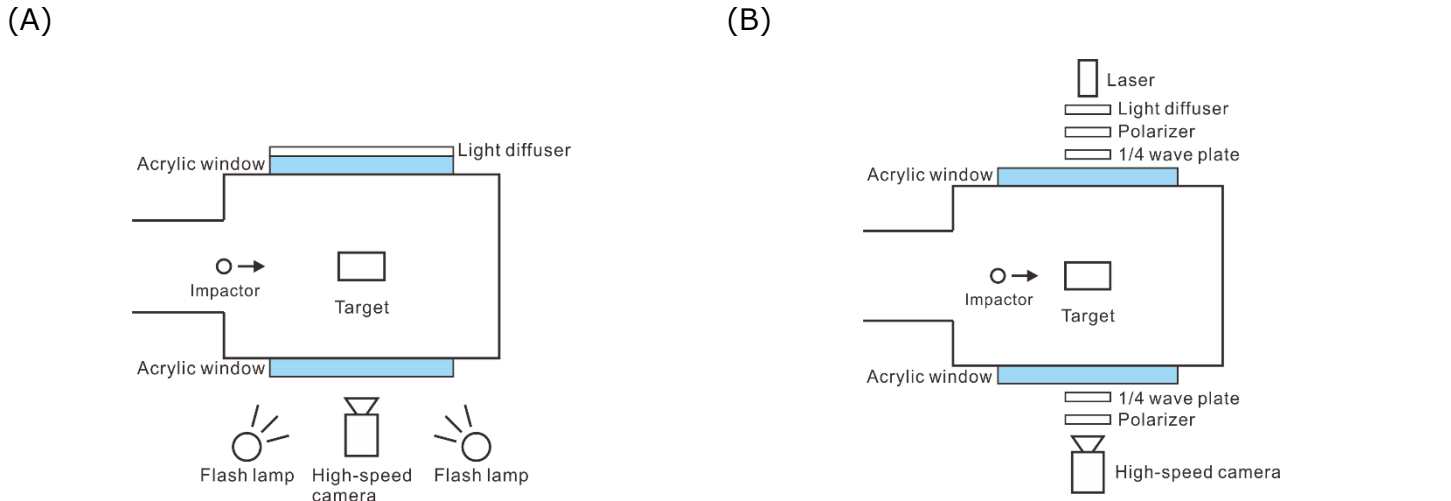 (A)
Light diffuser
Acrylic window
Impactor
Target
Acrylic window
Flash lamp
High-speed
camera
Flash lamp
(B)
Laser
Light diffuser
Polarizer
1/4 wave plate
Acrylic window
Impactor
Target
Acrylic window
1/4 wave plate
Polarizer
High-speed camera